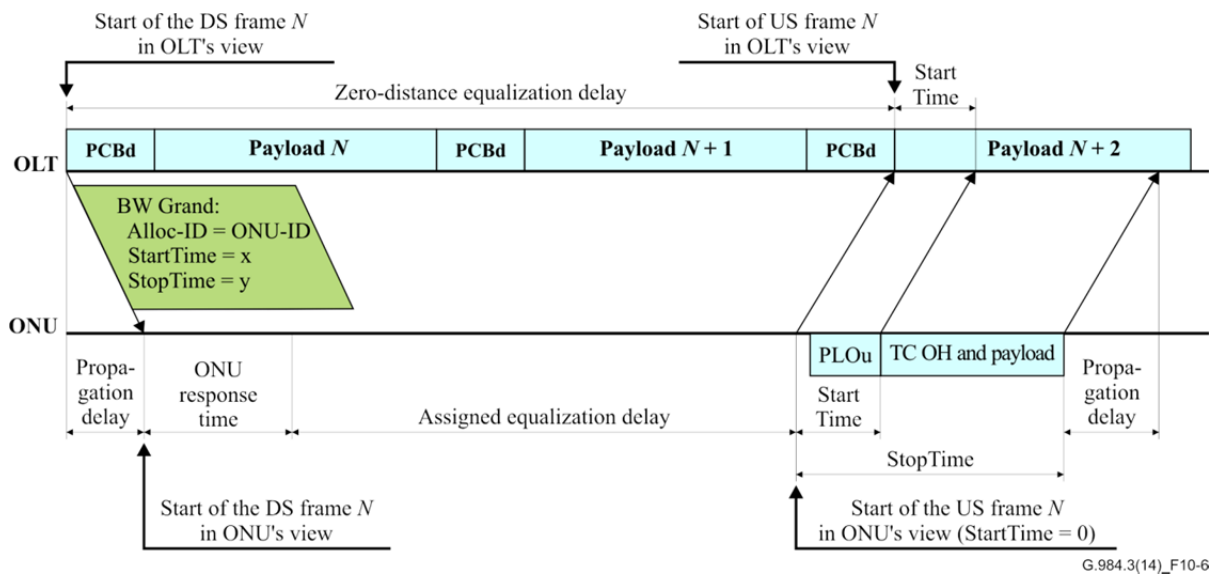 Start of the DS frame N
in OLT's view
Start of US frame N
in OLT's view
Start
Time
Zero-distance equalization delay
OLT
PCBd
Payload N
PCBd
Payload N + 1
PCBd
Payload N + 2
BW Grand:
Alloc-ID = ONU-ID
StartTime = x
StopTime = y
ONU
PLOu
TC OH and payload
Propa-
gation
delay
ONU
response
time
Assigned equalization delay
Start
Time
Propa-
gation
delay
StopTime
Start of the DS frame N
in ONU's view
Start of the US frame N
in ONU's view (StartTime = 0)
G.984.3(14)_F10-6